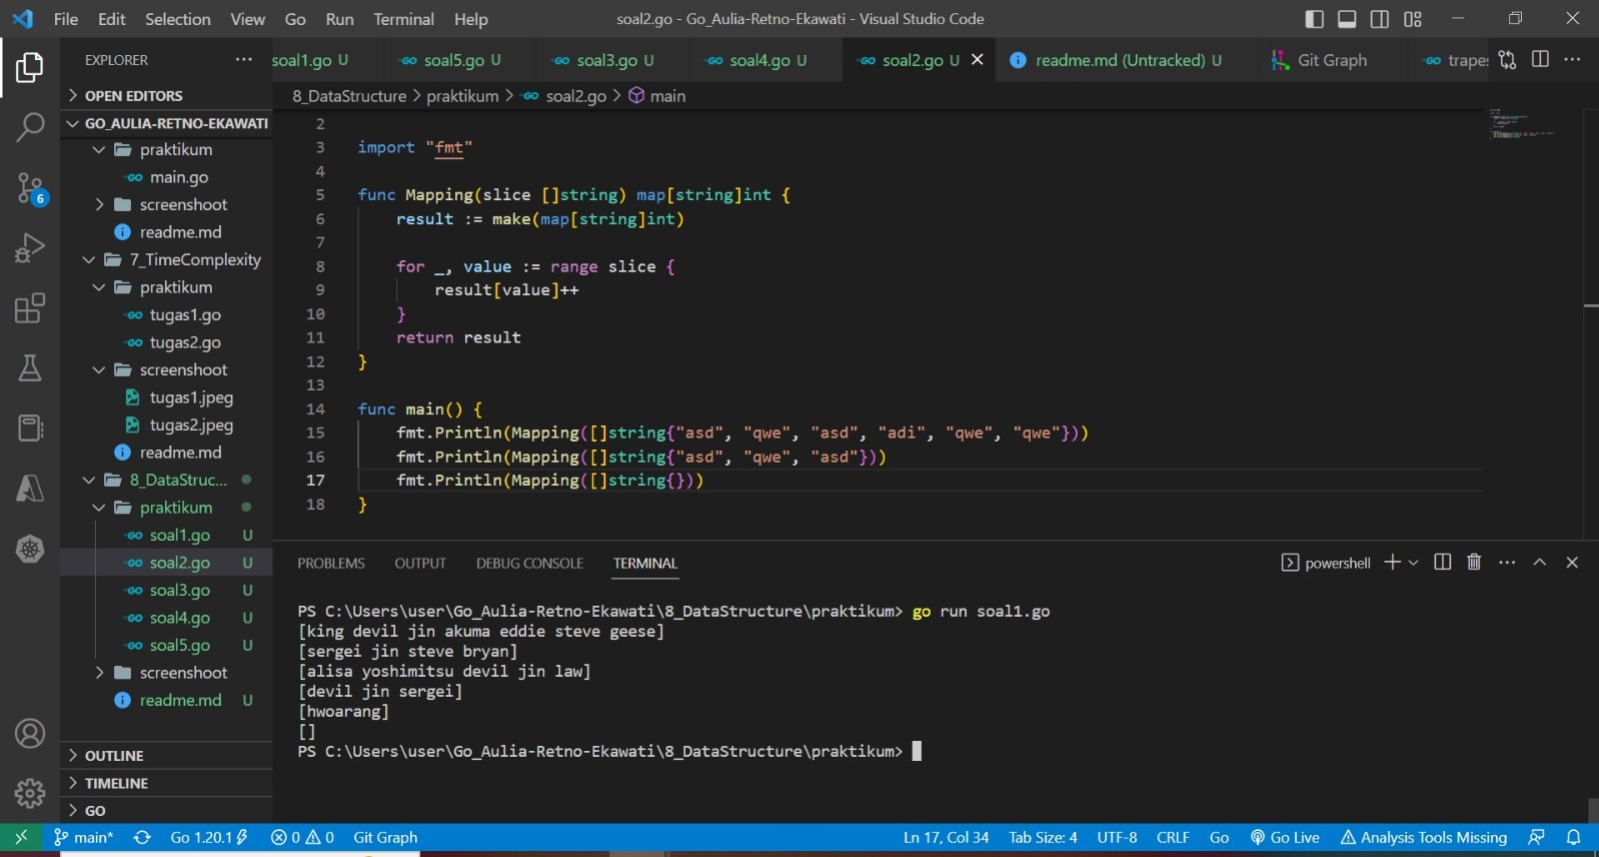 File Edit Selection View Go Run Terminal Help
soal2.go - Go_Aulia-Retno-Ekawati - Visual Studio Code
EXPLORER
soal1.go U
soal5.go U
soal3.go U
soal4.go U
soal2.go U
readme.md (Untracked) U
Git Graph
trapes
OPEN EDITORS
8_DataStructure > praktikum > soal2.go > main
GO_AULIA-RETNO-EKAWATI
praktikum
main.go
screenshoot
readme.md
7_TimeComplexity
praktikum
tugas1.go
tugas2.go
screenshoot
tugas1.jpeg
tugas2.jpeg
readme.md
8_DataStruc...
praktikum
soal1.go U
soal2.go U
soal3.go U
soal4.go U
soal5.go U
screenshoot
readme.md U
OUTLINE
TIMELINE
GO
6
2
3 import "fmt"
4
5 func Mapping(slice []string) map[string]int {
6 result := make(map[string]int)
7
8 for _, value := range slice {
9 result[value]++
10 }
11 return result
12 }
13
14 func main() {
15 fmt.Println(Mapping([]string{"asd", "qwe", "asd", "adi", "qwe", "qwe"}))
16 fmt.Println(Mapping([]string{"asd", "qwe", "asd"}))
17 fmt.Println(Mapping([]string{}))
18 }
PROBLEMS OUTPUT DEBUG CONSOLE TERMINAL
powershell
PS C:\Users\user\Go_Aulia-Retno-Ekawati\8_DataStructure\praktikum> go run soal1.go
[king devil jin akuma eddie steve geese]
[sergei jin steve bryan]
[alisa yoshimitsu devil jin law]
[devil jin sergei]
[hwoarang]
[]
PS C:\Users\user\Go_Aulia-Retno-Ekawati\8_DataStructure\praktikum>
main* Go 1.20.1 0 0 Git Graph
Ln 17, Col 34 Tab Size: 4 UTF-8 CRLF Go Go Live Analysis Tools Missing